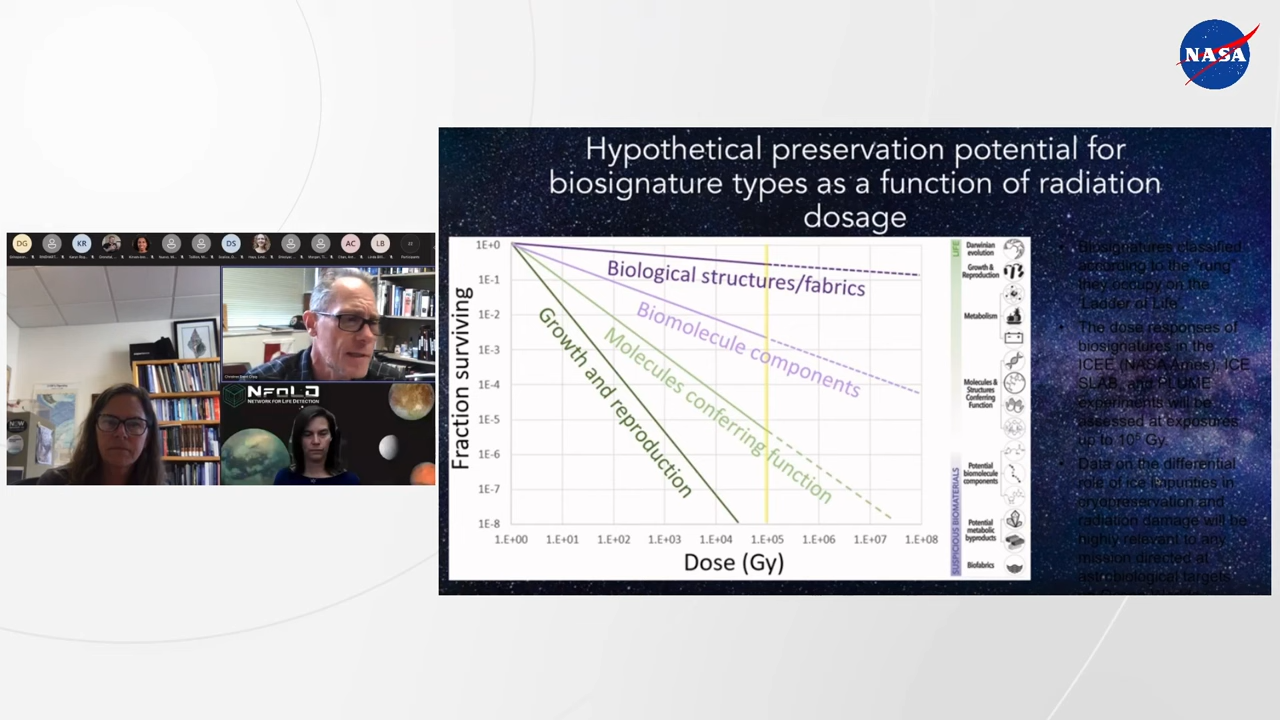 NASA
Hypothetical preservation potential for
biosignature types as a function of radiation
dosage
DG
KR
DS
AC
LB
Participants
NFOLD
NETWORK FOR LIFE DETECTION
Fraction surviving
1E+0
1E-1
1E-2
1E-3
1E-4
1E-5
1E-6
1E-7
1E-8
Biological structures/fabrics
Biomolecule components
Molecules conferring function
Growth and reproduction
1.E+00 1.E+01 1.E+02 1.E+03 1.E+04 1.E+05 1.E+06 1.E+07 1.E+08
Dose (Gy)
LIFE
Darwinian
evolution
Growth &
Reproduction
Metabolism
Molecules &
Structures
Conferring
Function
SUSPICIOUS BIOMATERIALS
Potential
biomolecule
components
Potential
metabolic
byproducts
Biofabrics
• Biosignatures classified
according to the "rung"
they occupy on the
"Ladder of Life"
• The dose responses of
biosignatures in the
ICEE (NASA Ames), ICE
SLAB, and PLUME
experiments will be
assessed at exposures
up to 10⁵ Gy.
• Data on the differential
role of ice impurities in
cryopreservation and
radiation damage will be
highly relevant to any
mission directed at
astrobiological targets.